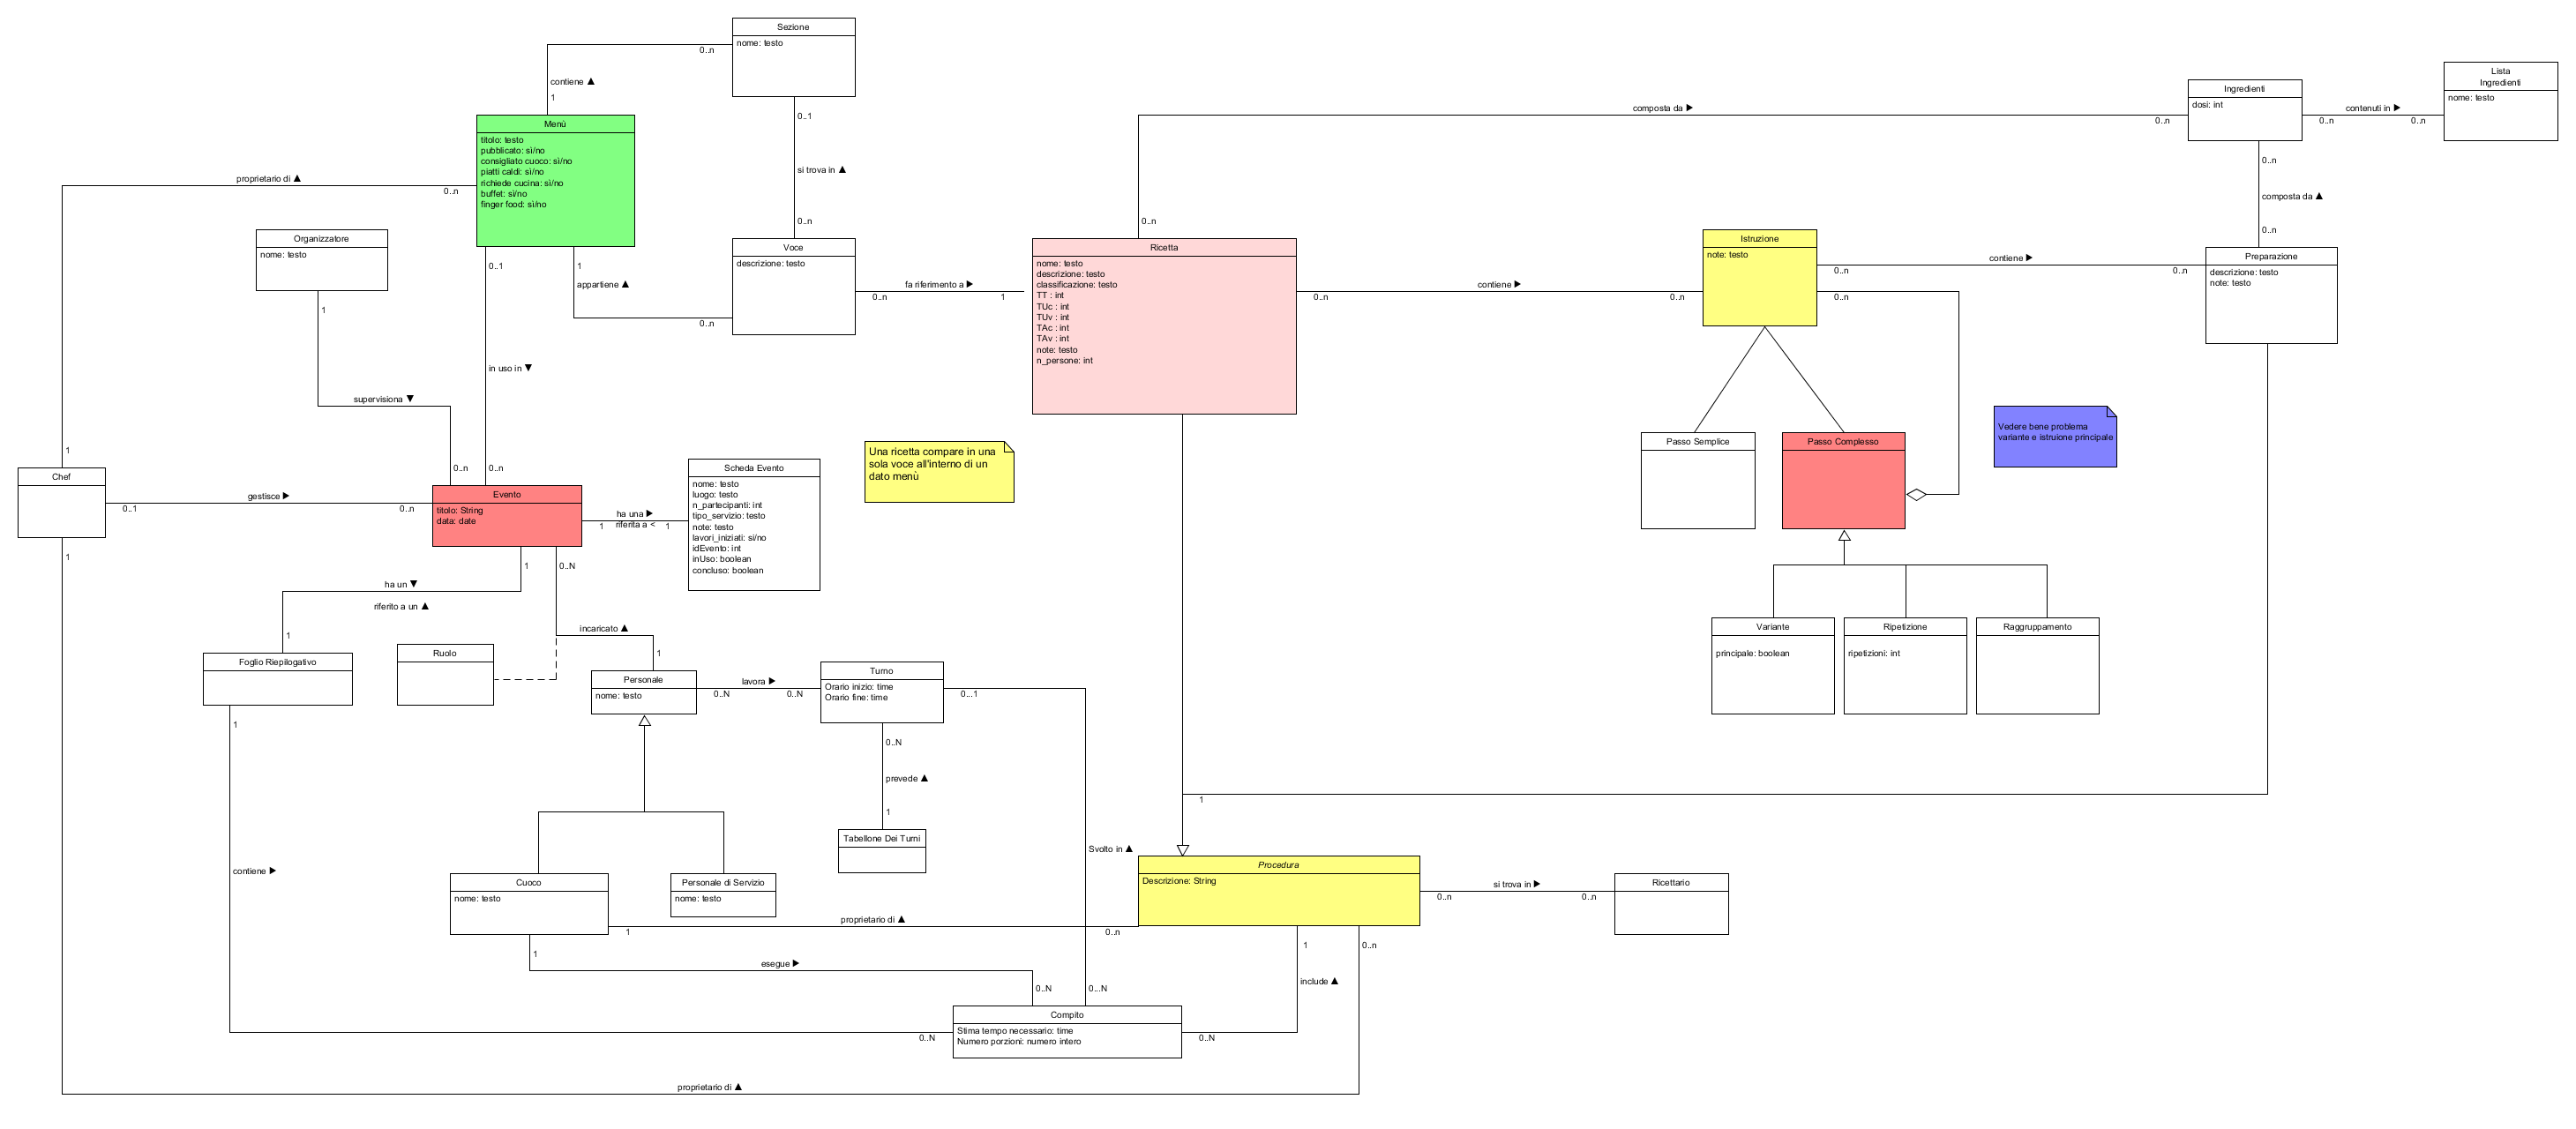 Sezione
nome: testo
0..n
contiene ▲
1
0..1
si trova in ▲
0..n
Menù
titolo: testo
pubblicato: sì/no
consigliato cuoco: sì/no
piatti caldi: sì/no
richiede cucina: sì/no
buffet: sì/no
finger food: sì/no
proprietario di ▲
0..n
1
Organizzatore
nome: testo
1
supervisiona ▼
0..n
0..1
in uso in ▼
0..n
1
appartiene ▲
0..n
Voce
descrizione: testo
0..n
fa riferimento a ▶
1
Ricetta
nome: testo
descrizione: testo
classificazione: testo
TT : int
TUc : int
TUv : int
TAc : int
TAv : int
note: testo
n_persone: int
0..n
composta da ▶
0..n
Ingredienti
dosi: int
0..n
contenuti in ▶
0..n
Lista
Ingredienti
nome: testo
0..n
composta da ▲
0..n
Preparazione
descrizione: testo
note: testo
0..n
contiene ▶
0..n
Istruzione
note: testo
0..n
contiene ▶
0..n
0..n
Passo Semplice
Passo Complesso
Vedere bene problema
variante e istruione principale
Variante
principale: boolean
Ripetizione
ripetizioni: int
Raggruppamento
Una ricetta compare in una
sola voce all'interno di un
dato menù
Chef
0..1
gestisce ▶
0..n
1
Evento
titolo: String
data: date
ha una ▶
1
riferita a <
1
Scheda Evento
nome: testo
luogo: testo
n_partecipanti: int
tipo_servizio: testo
note: testo
lavori_iniziati: si/no
idEvento: int
inUso: boolean
concluso: boolean
1
ha un ▼
riferito a un ▲
1
0..N
incaricato ▲
1
Foglio Riepilogativo
1
Ruolo
Personale
nome: testo
0..N
lavora ▶
0..N
Turno
Orario inizio: time
Orario fine: time
0...1
0..N
prevede ▲
1
Tabellone Dei Turni
Svolto in ▲
0...N
Cuoco
nome: testo
Personale di Servizio
nome: testo
1
proprietario di ▲
0..n
1
esegue ▶
0..N
1
Procedura
Descrizione: String
0..n
si trova in ▶
0..n
Ricettario
1
include ▲
0..N
0..n
contiene ▶
0..N
Compito
Stima tempo necessario: time
Numero porzioni: numero intero
proprietario di ▲